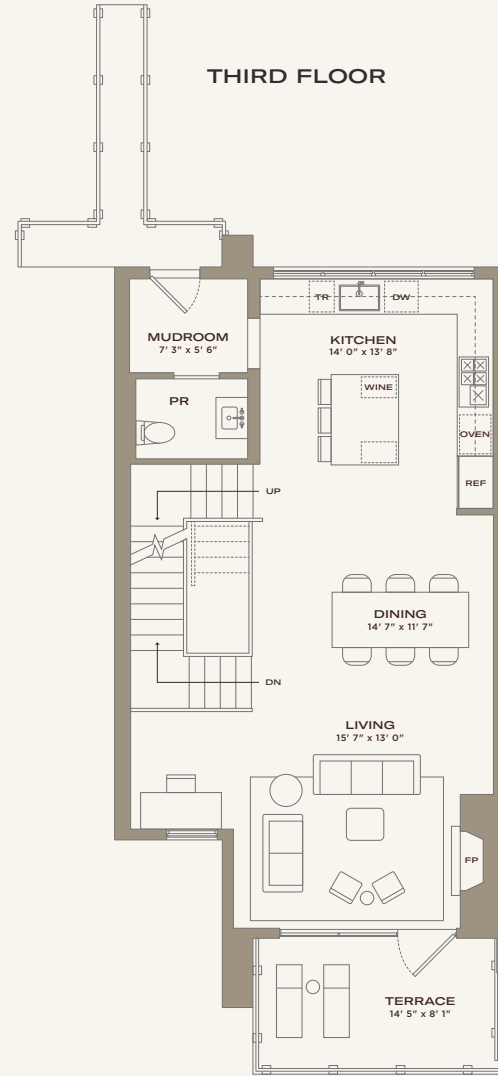 THIRD FLOOR
TR
DW
MUDROOM
7' 3" x 5' 6"
KITCHEN
14' 0" x 13' 8"
WINE
PR
OVEN
REF
UP
DINING
14' 7" x 11' 7"
DN
LIVING
15' 7" x 13' 0"
FP
TERRACE
14' 5" x 8' 1"